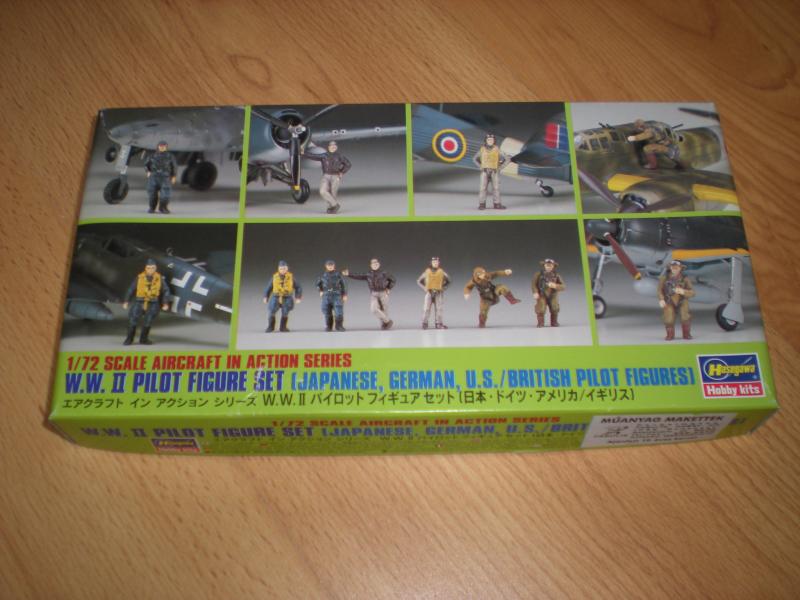 1/72 SCALE AIRCRAFT IN ACTION SERIES
W.W. II PILOT FIGURE SET (JAPANESE, GERMAN, U.S./BRITISH PILOT FIGURES)
エアクラフト イン アクション シリーズ W.W.II パイロットフィギュア セット(日本・ドイツ・アメリカ/イギリス)
Hasegawa
Hobby kits
1/72 SCALE AIRCRAFT IN ACTION SERIES
W.W. II PILOT FIGURE SET (JAPANESE, GERMAN, U.S./BRIT
Hasegawa
Hobby kits
MŰANYAG MAKETTEK